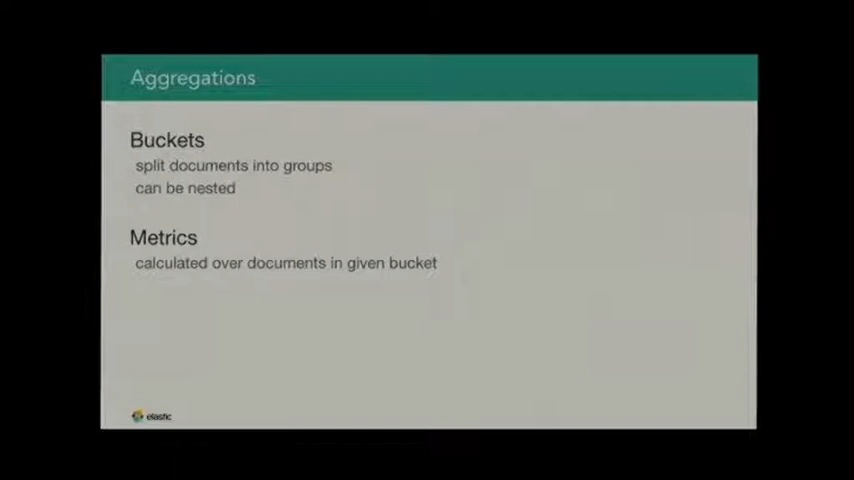 Aggregations
Buckets
split documents into groups
can be nested
Metrics
calculated over documents in given bucket
elastic